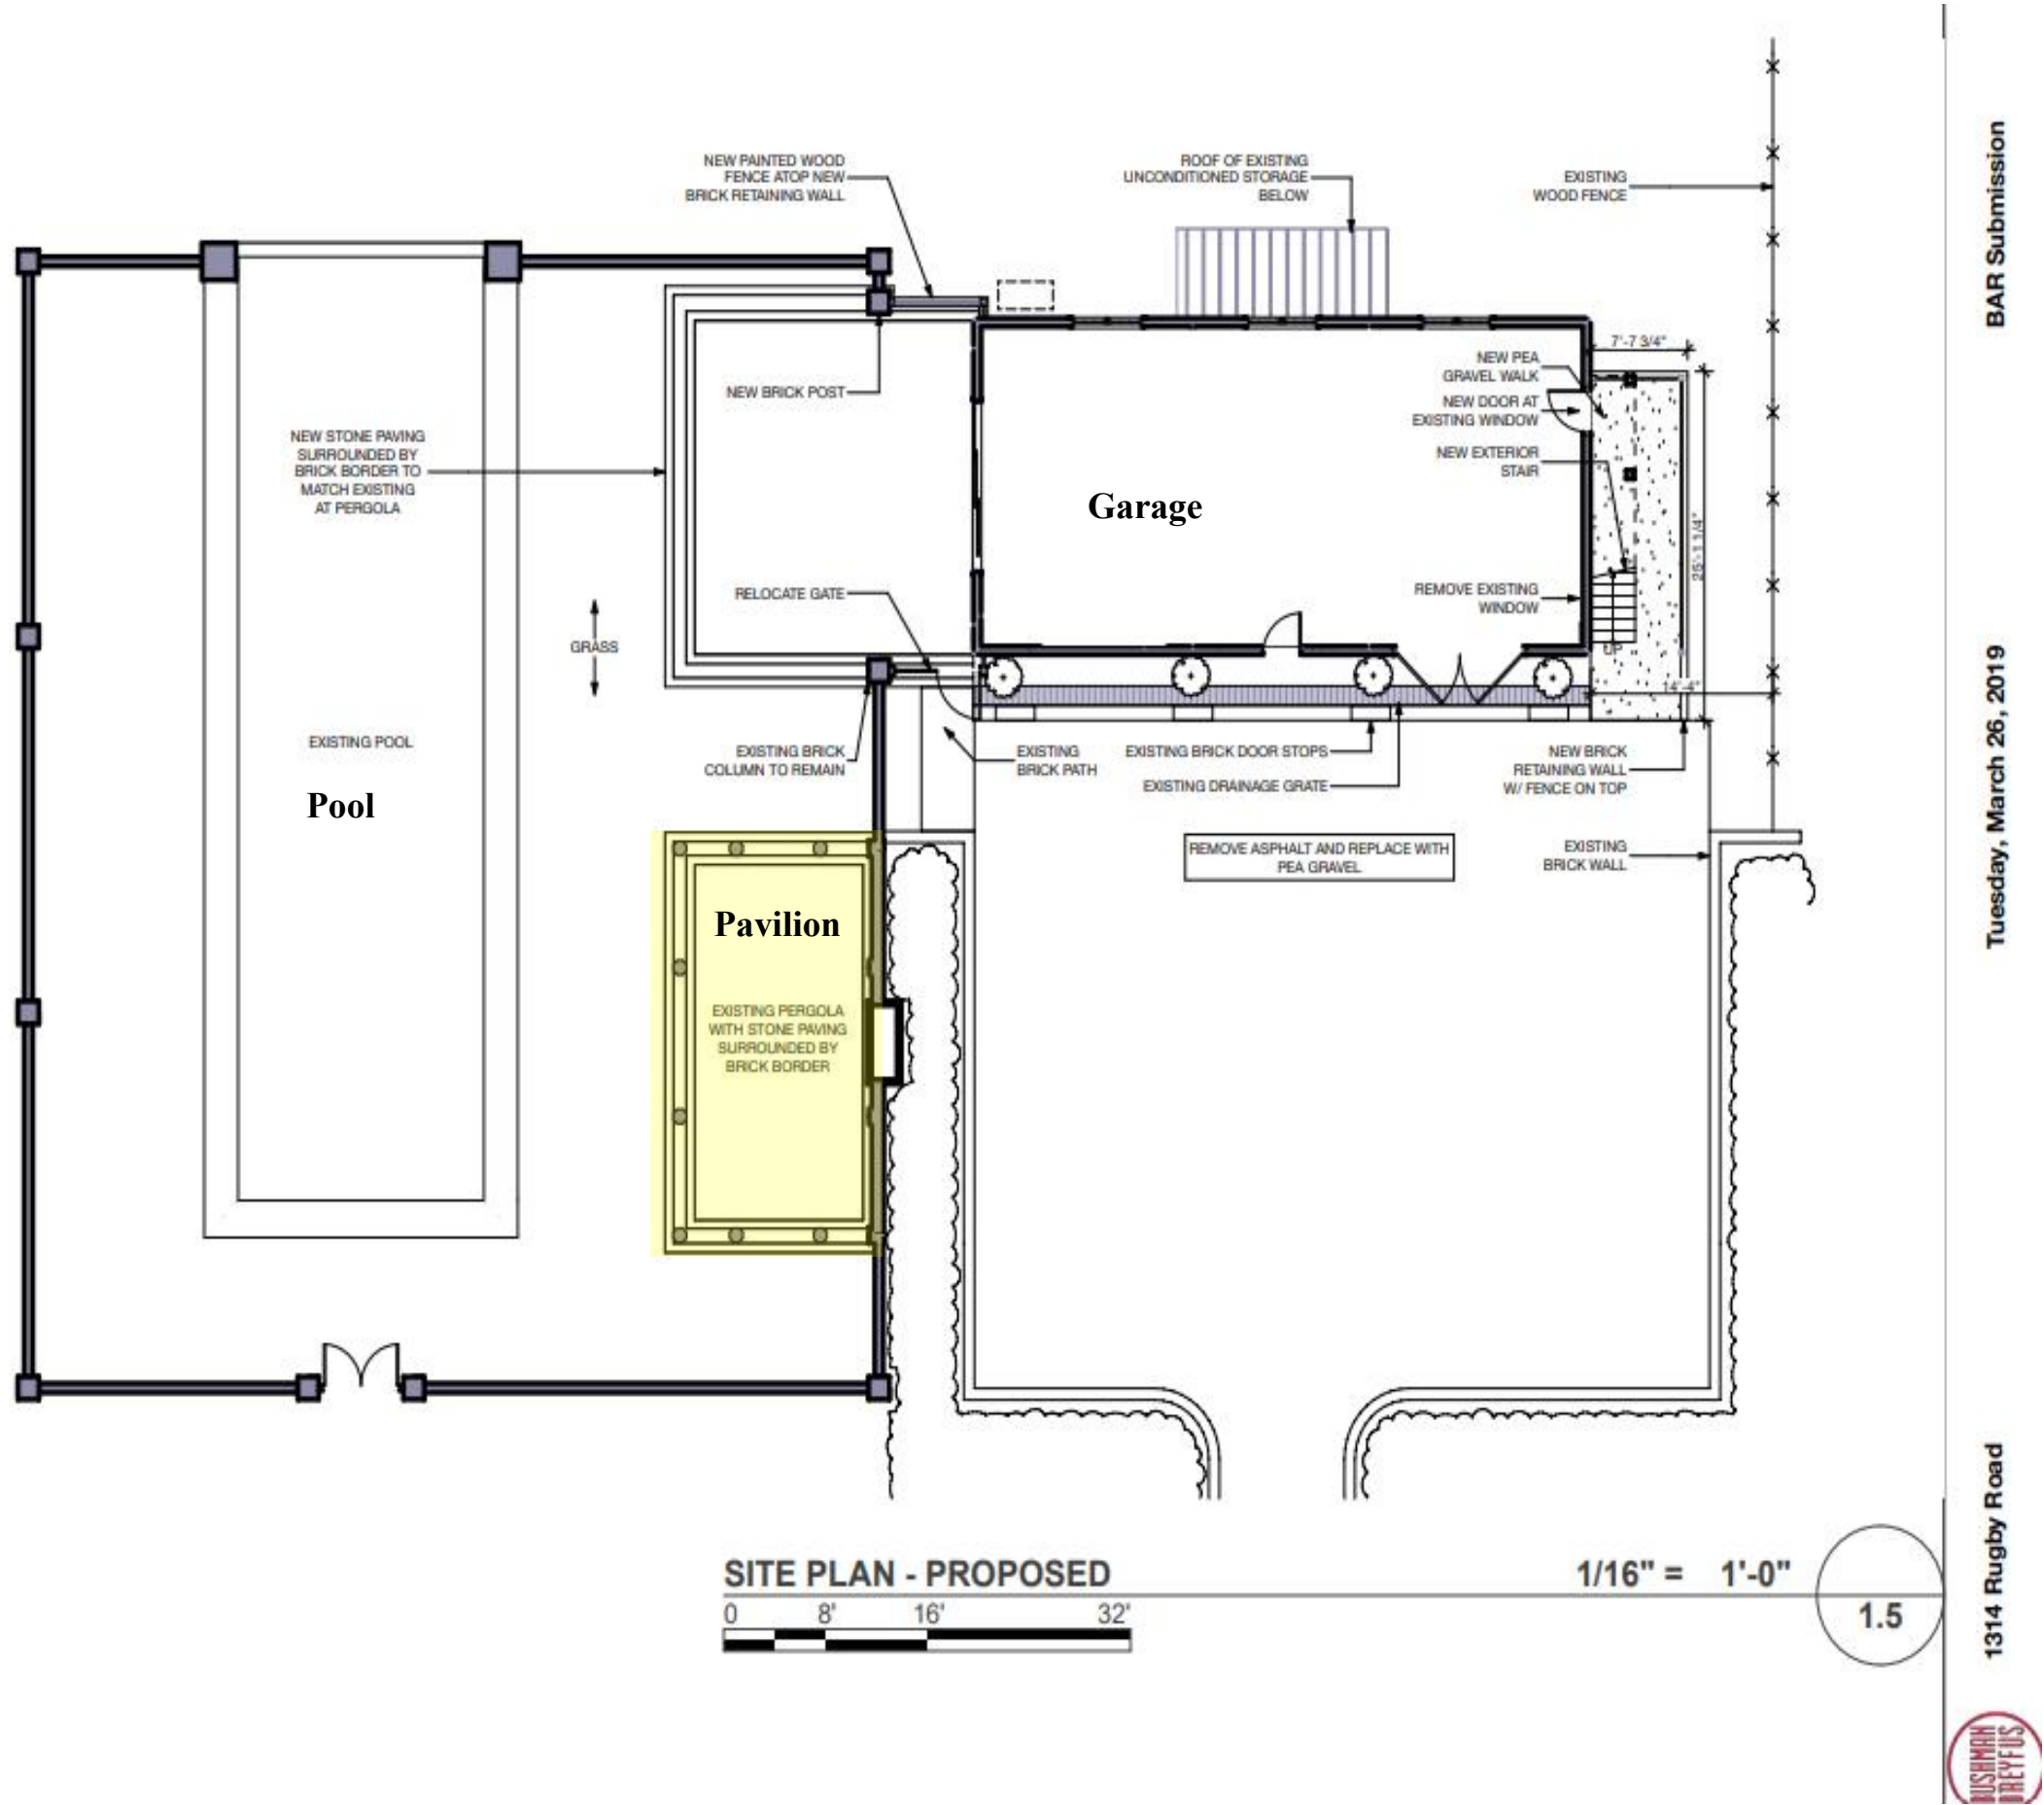 NEW PAINTED WOOD
FENCE ATOP NEW
BRICK RETAINING WALL
ROOF OF EXISTING
UNCONDITIONED STORAGE
BELOW
EXISTING
WOOD FENCE
NEW BRICK POST
NEW STONE PAVING
SURROUNDED BY
BRICK BORDER TO
MATCH EXISTING
AT PERGOLA
7'-7 3/4"
NEW PEA
GRAVEL WALK
NEW DOOR AT
EXISTING WINDOW
NEW EXTERIOR
STAIR
Garage
25'-1 1/4"
REMOVE EXISTING
WINDOW
RELOCATE GATE
GRASS
UP
14'-4"
EXISTING POOL
Pool
EXISTING BRICK
COLUMN TO REMAIN
EXISTING
BRICK PATH
EXISTING BRICK DOOR STOPS
EXISTING DRAINAGE GRATE
NEW BRICK
RETAINING WALL
W/ FENCE ON TOP
REMOVE ASPHALT AND REPLACE WITH
PEA GRAVEL
EXISTING
BRICK WALL
Pavilion
EXISTING PERGOLA
WITH STONE PAVING
SURROUNDED BY
BRICK BORDER
SITE PLAN - PROPOSED
1/16" = 1'-0"
0 8' 16' 32'
1.5
BAR Submission
Tuesday, March 26, 2019
1314 Rugby Road
BUSHMAN
DREYFUS